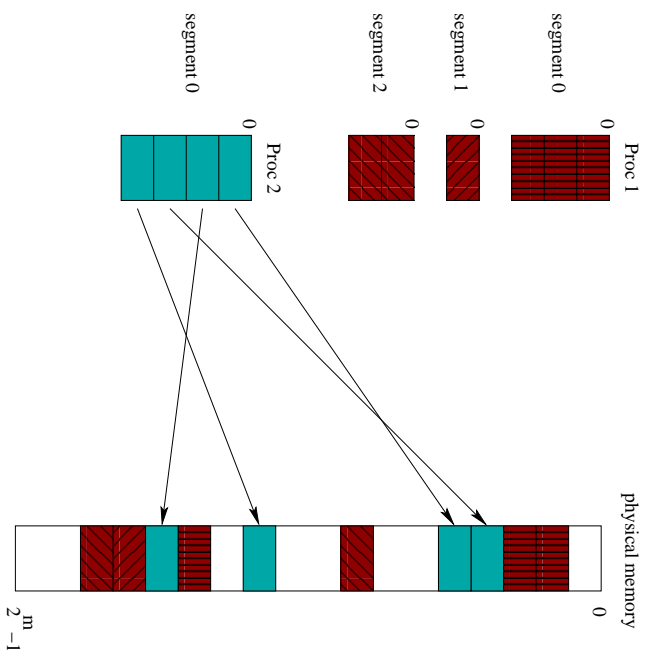 Proc 1
0
segment 0
0
segment 1
0
segment 2
Proc 2
0
segment 0
physical memory
0
2^m −1